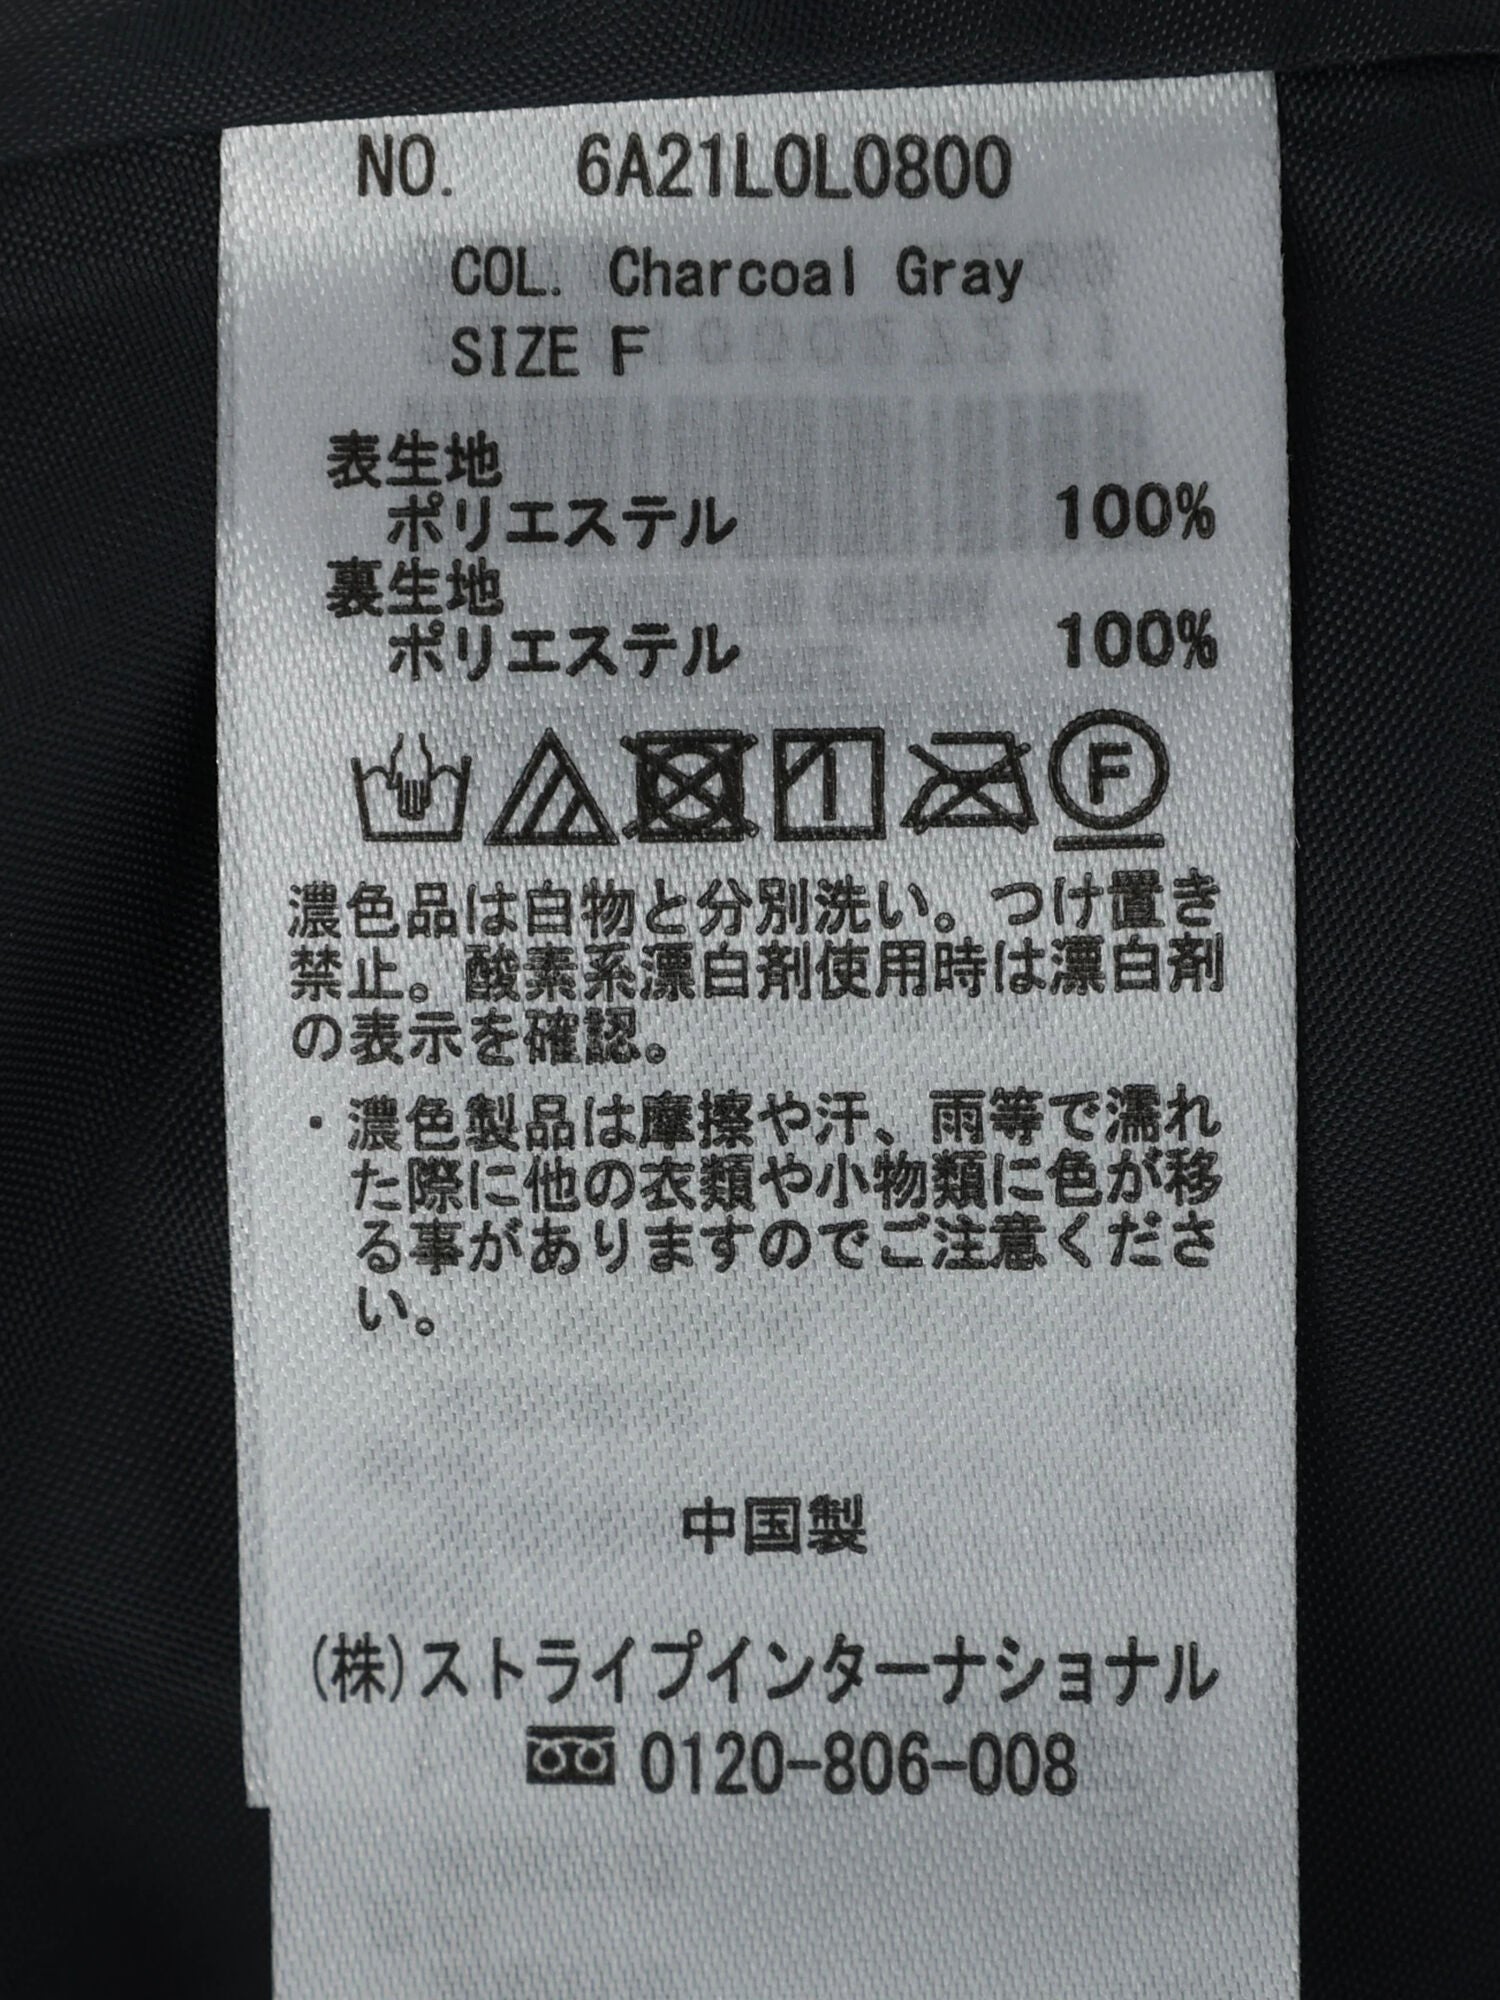 NO. 6A21L0L0800
COL. Charcoal Gray
SIZE F
表生地
ポリエステル 100%
裏生地
ポリエステル 100%
F
濃色品は白物と分別洗い。つけ置き
禁止。酸素系漂白剤使用時は漂白剤
の表示を確認。
・濃色製品は摩擦や汗、雨等で濡れ
た際に他の衣類や小物類に色が移
る事がありますのでご注意くださ
い。
中国製
(株)ストライプインターナショナル
0120-806-008